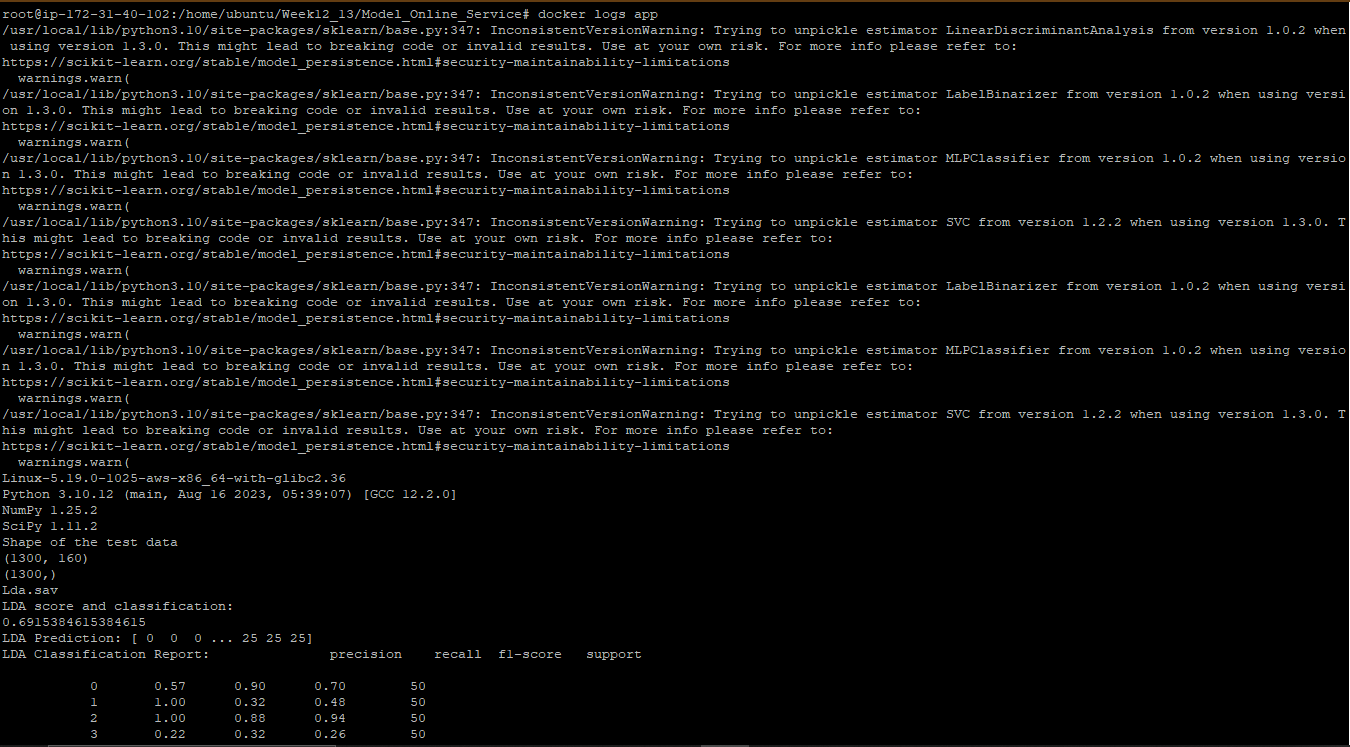 root@ip-172-31-40-102:/home/ubuntu/Week12_13/Model_Online_Service# docker logs app
/usr/local/lib/python3.10/site-packages/sklearn/base.py:347: InconsistentVersionWarning: Trying to unpickle estimator LinearDiscriminantAnalysis from version 1.0.2 when
 using version 1.3.0. This might lead to breaking code or invalid results. Use at your own risk. For more info please refer to:
https://scikit-learn.org/stable/model_persistence.html#security-maintainability-limitations
  warnings.warn(
/usr/local/lib/python3.10/site-packages/sklearn/base.py:347: InconsistentVersionWarning: Trying to unpickle estimator LabelBinarizer from version 1.0.2 when using versi
on 1.3.0. This might lead to breaking code or invalid results. Use at your own risk. For more info please refer to:
https://scikit-learn.org/stable/model_persistence.html#security-maintainability-limitations
  warnings.warn(
/usr/local/lib/python3.10/site-packages/sklearn/base.py:347: InconsistentVersionWarning: Trying to unpickle estimator MLPClassifier from version 1.0.2 when using versio
n 1.3.0. This might lead to breaking code or invalid results. Use at your own risk. For more info please refer to:
https://scikit-learn.org/stable/model_persistence.html#security-maintainability-limitations
  warnings.warn(
/usr/local/lib/python3.10/site-packages/sklearn/base.py:347: InconsistentVersionWarning: Trying to unpickle estimator SVC from version 1.2.2 when using version 1.3.0. T
his might lead to breaking code or invalid results. Use at your own risk. For more info please refer to:
https://scikit-learn.org/stable/model_persistence.html#security-maintainability-limitations
  warnings.warn(
/usr/local/lib/python3.10/site-packages/sklearn/base.py:347: InconsistentVersionWarning: Trying to unpickle estimator LabelBinarizer from version 1.0.2 when using versi
on 1.3.0. This might lead to breaking code or invalid results. Use at your own risk. For more info please refer to:
https://scikit-learn.org/stable/model_persistence.html#security-maintainability-limitations
  warnings.warn(
/usr/local/lib/python3.10/site-packages/sklearn/base.py:347: InconsistentVersionWarning: Trying to unpickle estimator MLPClassifier from version 1.0.2 when using versio
n 1.3.0. This might lead to breaking code or invalid results. Use at your own risk. For more info please refer to:
https://scikit-learn.org/stable/model_persistence.html#security-maintainability-limitations
  warnings.warn(
/usr/local/lib/python3.10/site-packages/sklearn/base.py:347: InconsistentVersionWarning: Trying to unpickle estimator SVC from version 1.2.2 when using version 1.3.0. T
his might lead to breaking code or invalid results. Use at your own risk. For more info please refer to:
https://scikit-learn.org/stable/model_persistence.html#security-maintainability-limitations
  warnings.warn(
Linux-5.19.0-1025-aws-x86_64-with-glibc2.36
Python 3.10.12 (main, Aug 16 2023, 05:39:07) [GCC 12.2.0]
NumPy 1.25.2
SciPy 1.11.2
Shape of the test data
(1300, 160)
(1300,)
Lda.sav
LDA score and classification:
0.6915384615384615
LDA Prediction: [ 0  0  0 ... 25 25 25]
LDA Classification Report:               precision    recall  f1-score   support
           0       0.57      0.90      0.70        50
           1       1.00      0.32      0.48        50
           2       1.00      0.88      0.94        50
           3       0.22      0.32      0.26        50